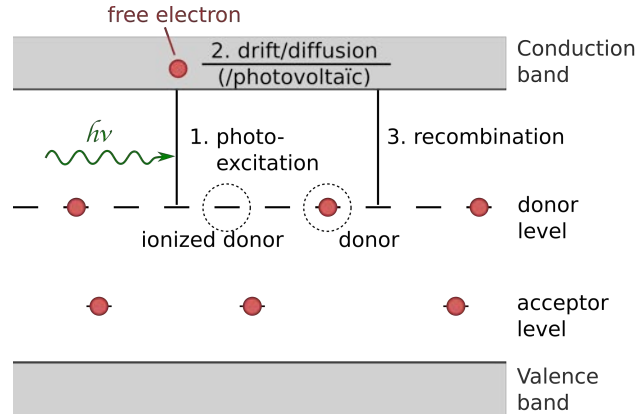 free electron
2. drift/diffusion
(/photovoltaïc)
Conduction
band
hν
1. photo-
excitation
3. recombination
donor
level
ionized donor
donor
acceptor
level
Valence
band